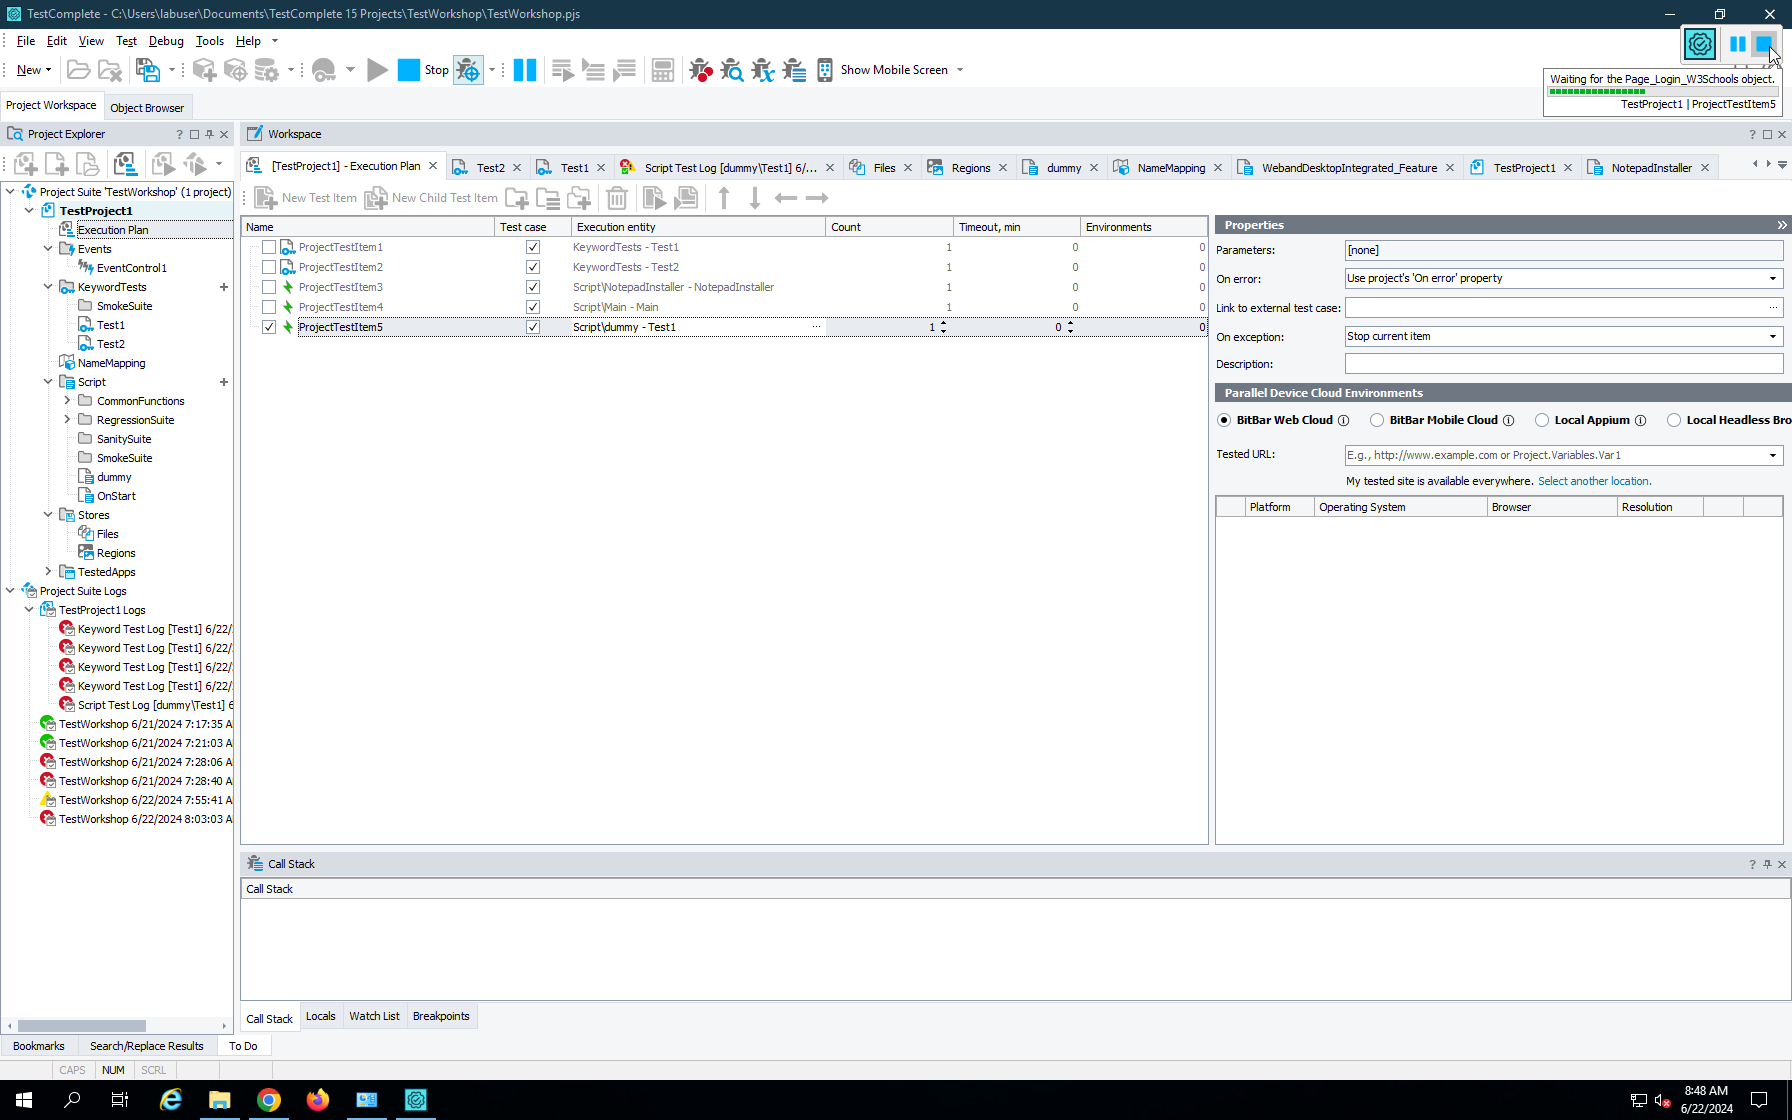 TestComplete - C:\Users\labuser\Documents\TestComplete 15 Projects\TestWorkshop\TestWorkshop.pjs
File Edit View Test Debug Tools Help
New Stop Show Mobile Screen
Waiting for the Page_Login_W3Schools object.
TestProject1 | ProjectTestItem5
Project Workspace Object Browser
Project Explorer
Project Suite 'TestWorkshop' (1 project)
TestProject1
Execution Plan
Events
EventControl1
KeywordTests
SmokeSuite
Test1
Test2
NameMapping
Script
CommonFunctions
RegressionSuite
SanitySuite
SmokeSuite
dummy
OnStart
Stores
Files
Regions
TestedApps
Project Suite Logs
TestProject1 Logs
Keyword Test Log [Test1] 6/22/
Keyword Test Log [Test1] 6/22/
Keyword Test Log [Test1] 6/22/
Keyword Test Log [Test1] 6/22/
Script Test Log [dummy\Test1] 6
TestWorkshop 6/21/2024 7:17:35 A
TestWorkshop 6/21/2024 7:21:03 A
TestWorkshop 6/21/2024 7:28:06 A
TestWorkshop 6/21/2024 7:28:40 A
TestWorkshop 6/22/2024 7:55:41 A
TestWorkshop 6/22/2024 8:03:03 A
Workspace
[TestProject1] - Execution Plan Test2 Test1 Script Test Log [dummy\Test1] 6/... Files Regions dummy NameMapping WebandDesktopIntegrated_Feature TestProject1 NotepadInstaller
New Test Item New Child Test Item
Name Test case Execution entity Count Timeout, min Environments
ProjectTestItem1 KeywordTests - Test1 1 0 0
ProjectTestItem2 KeywordTests - Test2 1 0 0
ProjectTestItem3 Script\NotepadInstaller - NotepadInstaller 1 0 0
ProjectTestItem4 Script\Main - Main 1 0 0
ProjectTestItem5 Script\dummy - Test1 ... 1 0 0
Properties
Parameters: [none]
On error: Use project's 'On error' property
Link to external test case: ...
On exception: Stop current item
Description:
Parallel Device Cloud Environments
BitBar Web Cloud BitBar Mobile Cloud Local Appium Local Headless Bro
Tested URL: E.g., http://www.example.com or Project.Variables.Var1
My tested site is available everywhere. Select another location.
Platform Operating System Browser Resolution
Call Stack
Call Stack
Call Stack Locals Watch List Breakpoints
Bookmarks Search/Replace Results To Do
CAPS NUM SCRL
8:48 AM
6/22/2024